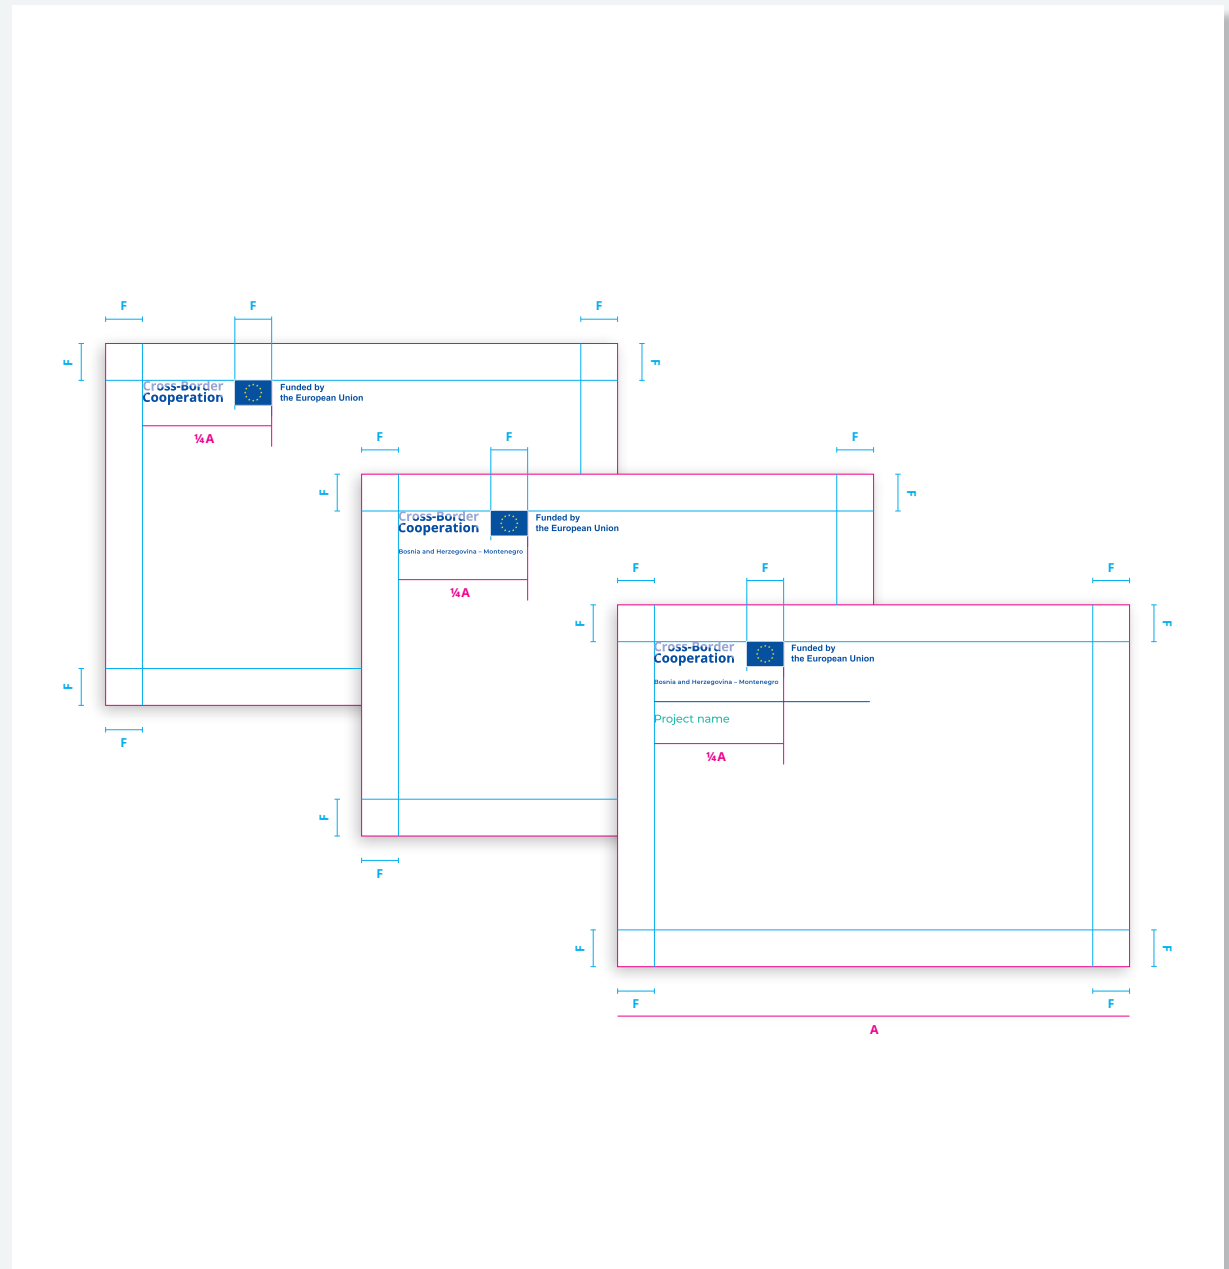 F
F
F
F
F
Cross-Border
Cooperation
Funded by
the European Union
¼A
F
F
F
F
F
Cross-Border
Cooperation
Funded by
the European Union
Bosnia and Herzegovina – Montenegro
¼A
F
F
F
F
F
Cross-Border
Cooperation
Funded by
the European Union
Bosnia and Herzegovina – Montenegro
Project name
¼A
F
F
F
F
F
F
F
F
A